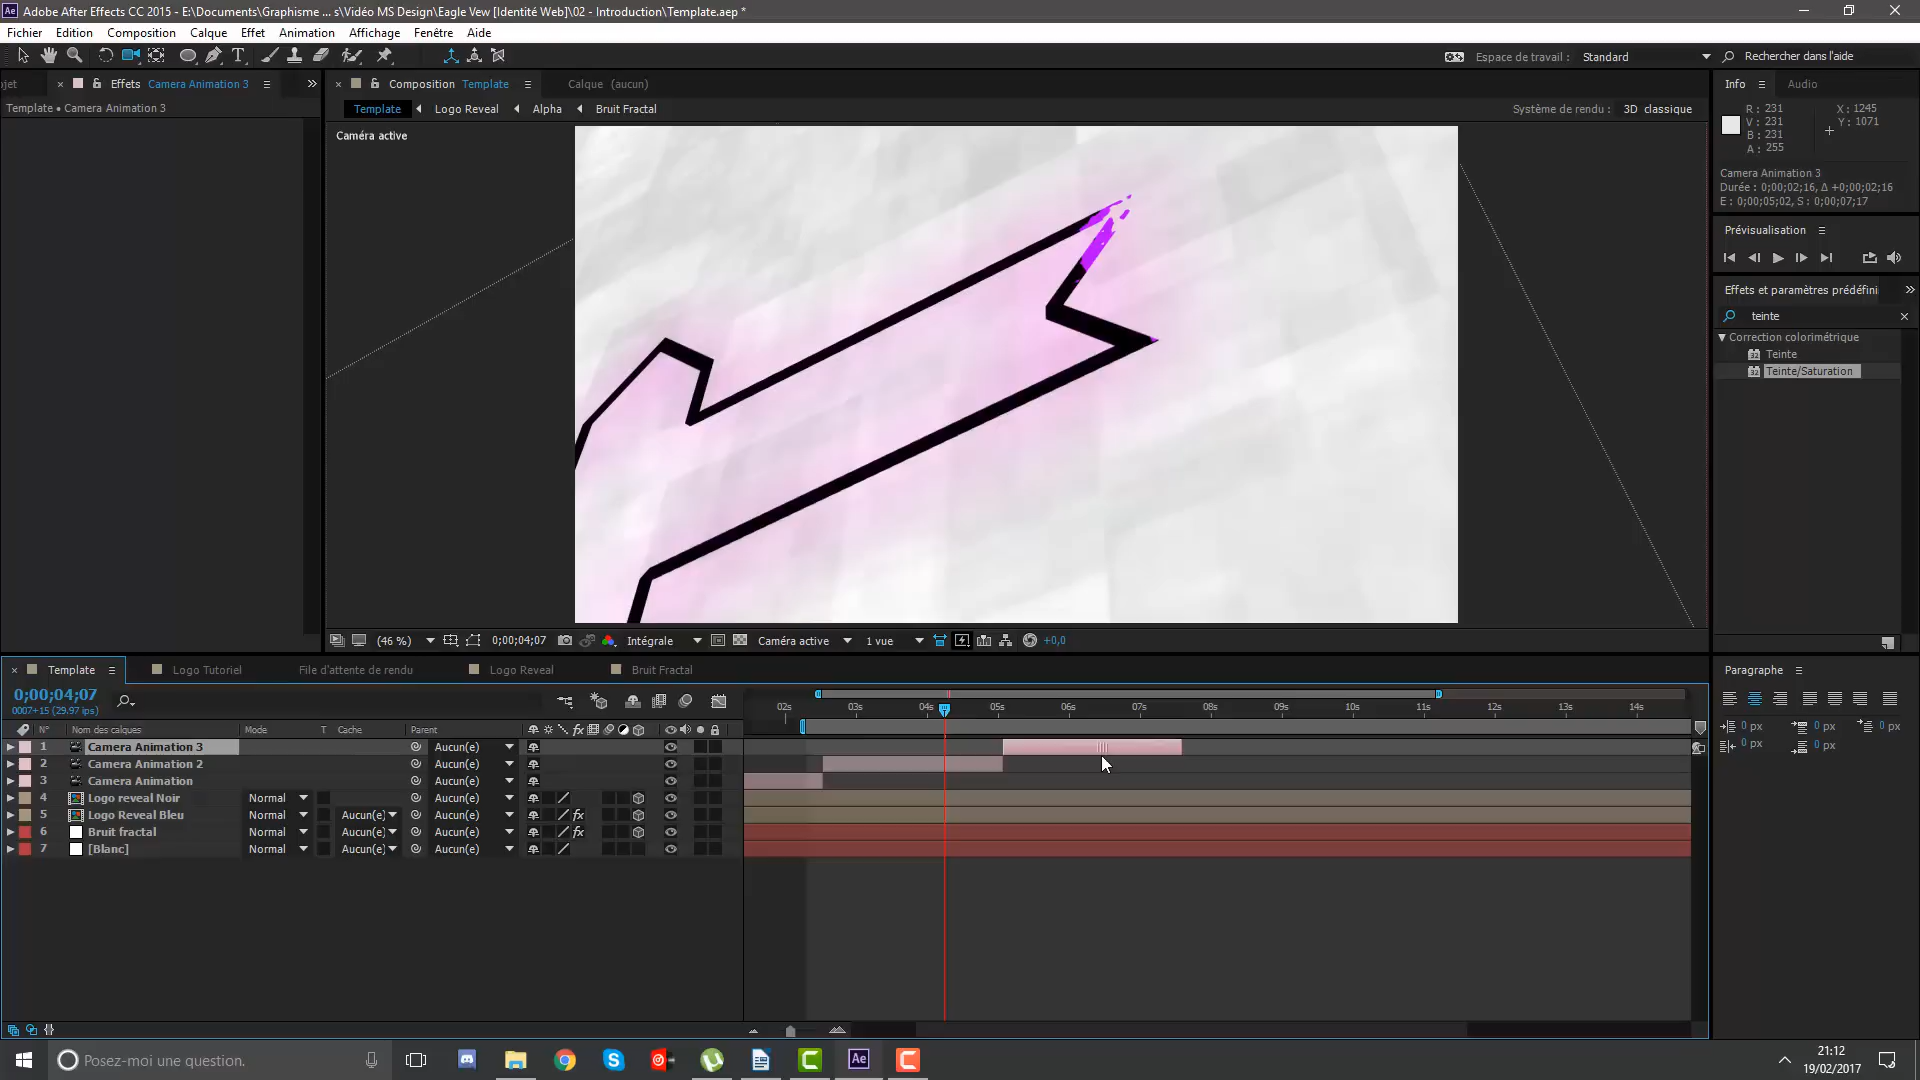 Adobe After Effects CC 2015 - E:\Documents\Graphisme ... s\Vidéo MS Design\Eagle Vew [Identité Web]\02 - Introduction\Template.aep *
Fichier Edition Composition Calque Effet Animation Affichage Fenêtre Aide
Espace de travail : Standard Rechercher dans l'aide
ojet Effets Camera Animation 3
Composition Template Calque (aucun)
Info Audio
Template • Camera Animation 3
Template Logo Reveal Alpha Bruit Fractal
Système de rendu : 3D classique
Caméra active
R : 231
V : 231
B : 231
A : 255
X : 1245
Y : 1071
Camera Animation 3
Durée : 0;00;02;16, Δ +0;00;02;16
E : 0;00;05;02, S : 0;00;07;17
Prévisualisation
Effets et paramètres prédéfini
teinte
Correction colorimétrique
32 Teinte
32 Teinte/Saturation
(46 %) 0;00;04;07 Intégrale Caméra active 1 vue +0,0
Template Logo Tutoriel File d'attente de rendu Logo Reveal Bruit Fractal
Paragraphe
0;00;04;07
0007+15 (29.97 ips)
02s 03s 04s 05s 06s 07s 08s 09s 10s 11s 12s 13s 14s
0 px 0 px 0 px
0 px 0 px
N° Nom des calques Mode T Cache Parent
1 Camera Animation 3 Aucun(e)
2 Camera Animation 2 Aucun(e)
3 Camera Animation Aucun(e)
4 Logo reveal Noir Normal Aucun(e)
5 Logo Reveal Bleu Normal Aucun(e) Aucun(e) fx
6 Bruit fractal Normal Aucun(e) Aucun(e) fx
7 [Blanc] Normal Aucun(e) Aucun(e)
Posez-moi une question.
Ae
21:12
19/02/2017